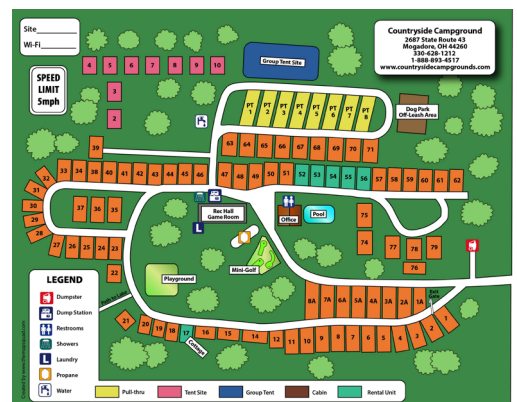 Site
Wi-Fi
Countryside Campground
2687 State Route 43
Mogadore, OH 44260
330-628-1212
1-888-893-4517
www.countrysidecampgrounds.com
SPEED
LIMIT
5mph
4 5 6 7 8 9 10
3
2
Group Tent Site
PT 1 PT 2 PT 3 PT 4 PT 5 PT 6 PT 7 PT 8
Dog Park
Off-Leash Area
39
63 64 65 66 67 68 69 70 71
32 33 34 35 38 40 41 42 43 44 45 46
47 48 49 50 51 52 53 54 55 56 57 58 59 60 61 62
31
30
29
28
37 36 35
27 26 25 24 23
22
Rec Hall
Game Room
L
Office
Pool
75
74
77 78 79
76
Mini-Golf
Playground
Path to Lake
8A 7A 6A 5A 4A 3A 2A 1A
Exit
Gate
21
20 19 18 17 16 15 14 12 11 10 9 8 7 6 5 4 3 2 1
Cottage
LEGEND
Dumpster
Dump Station
Restrooms
Showers
L Laundry
Propane
Water
Pull-thru
Tent Site
Group Tent
Cabin
Rental Unit